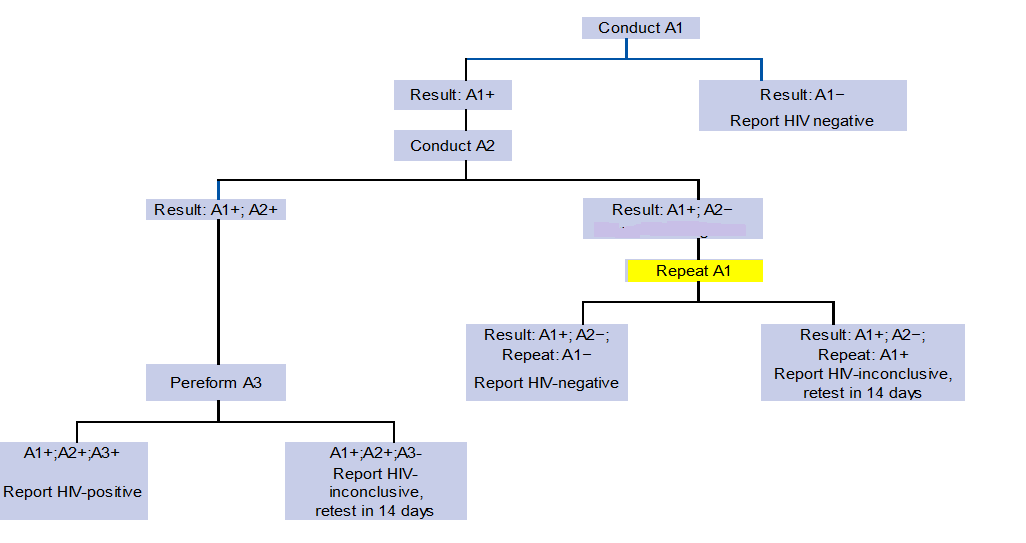 Conduct A1
Result: A1+
Result: A1−
Report HIV negative
Conduct A2
Result: A1+; A2+
Result: A1+; A2−
Repeat A1
Result: A1+; A2−;
Repeat: A1−
Report HIV-negative
Result: A1+; A2−;
Repeat: A1+
Report HIV-inconclusive,
retest in 14 days
Pereform A3
A1+;A2+;A3+
Report HIV-positive
A1+;A2+;A3-
Report HIV-
inconclusive,
retest in 14 days